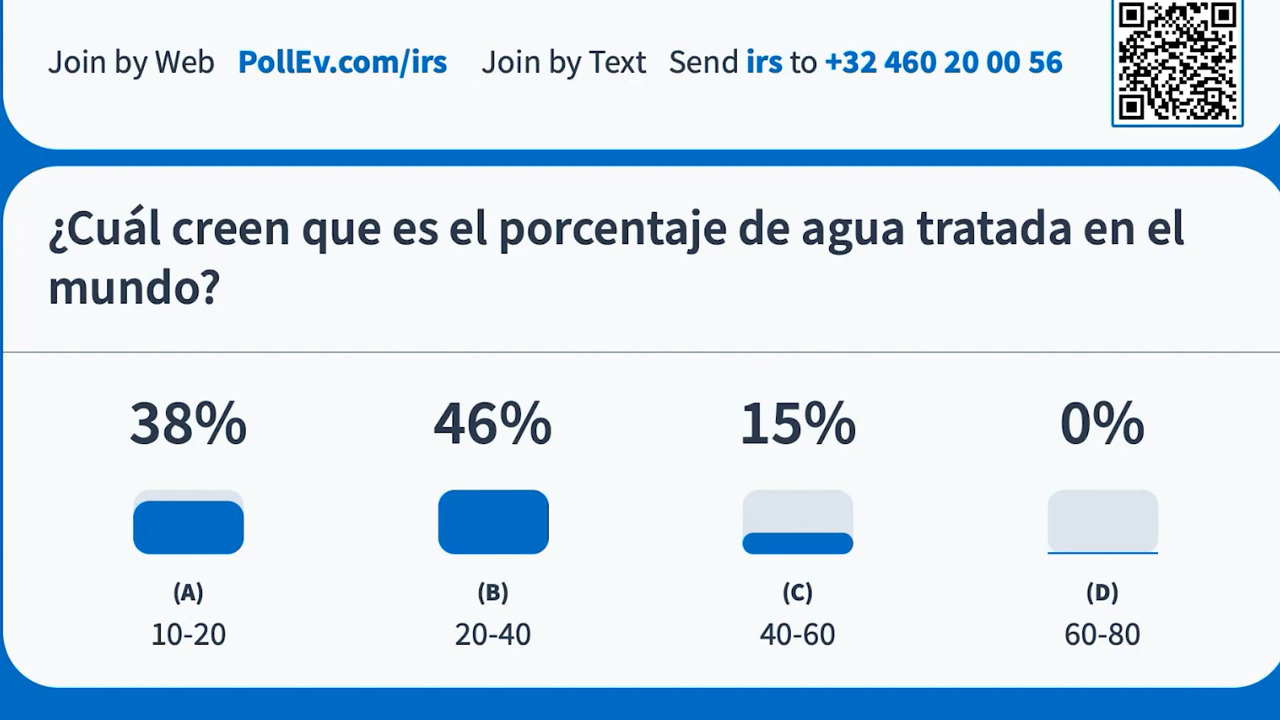 Join by Web PollEv.com/irs Join by Text Send irs to +32 460 20 00 56
¿Cuál creen que es el porcentaje de agua tratada en el
mundo?
38% 46% 15% 0%
(A) (B) (C) (D)
10-20 20-40 40-60 60-80